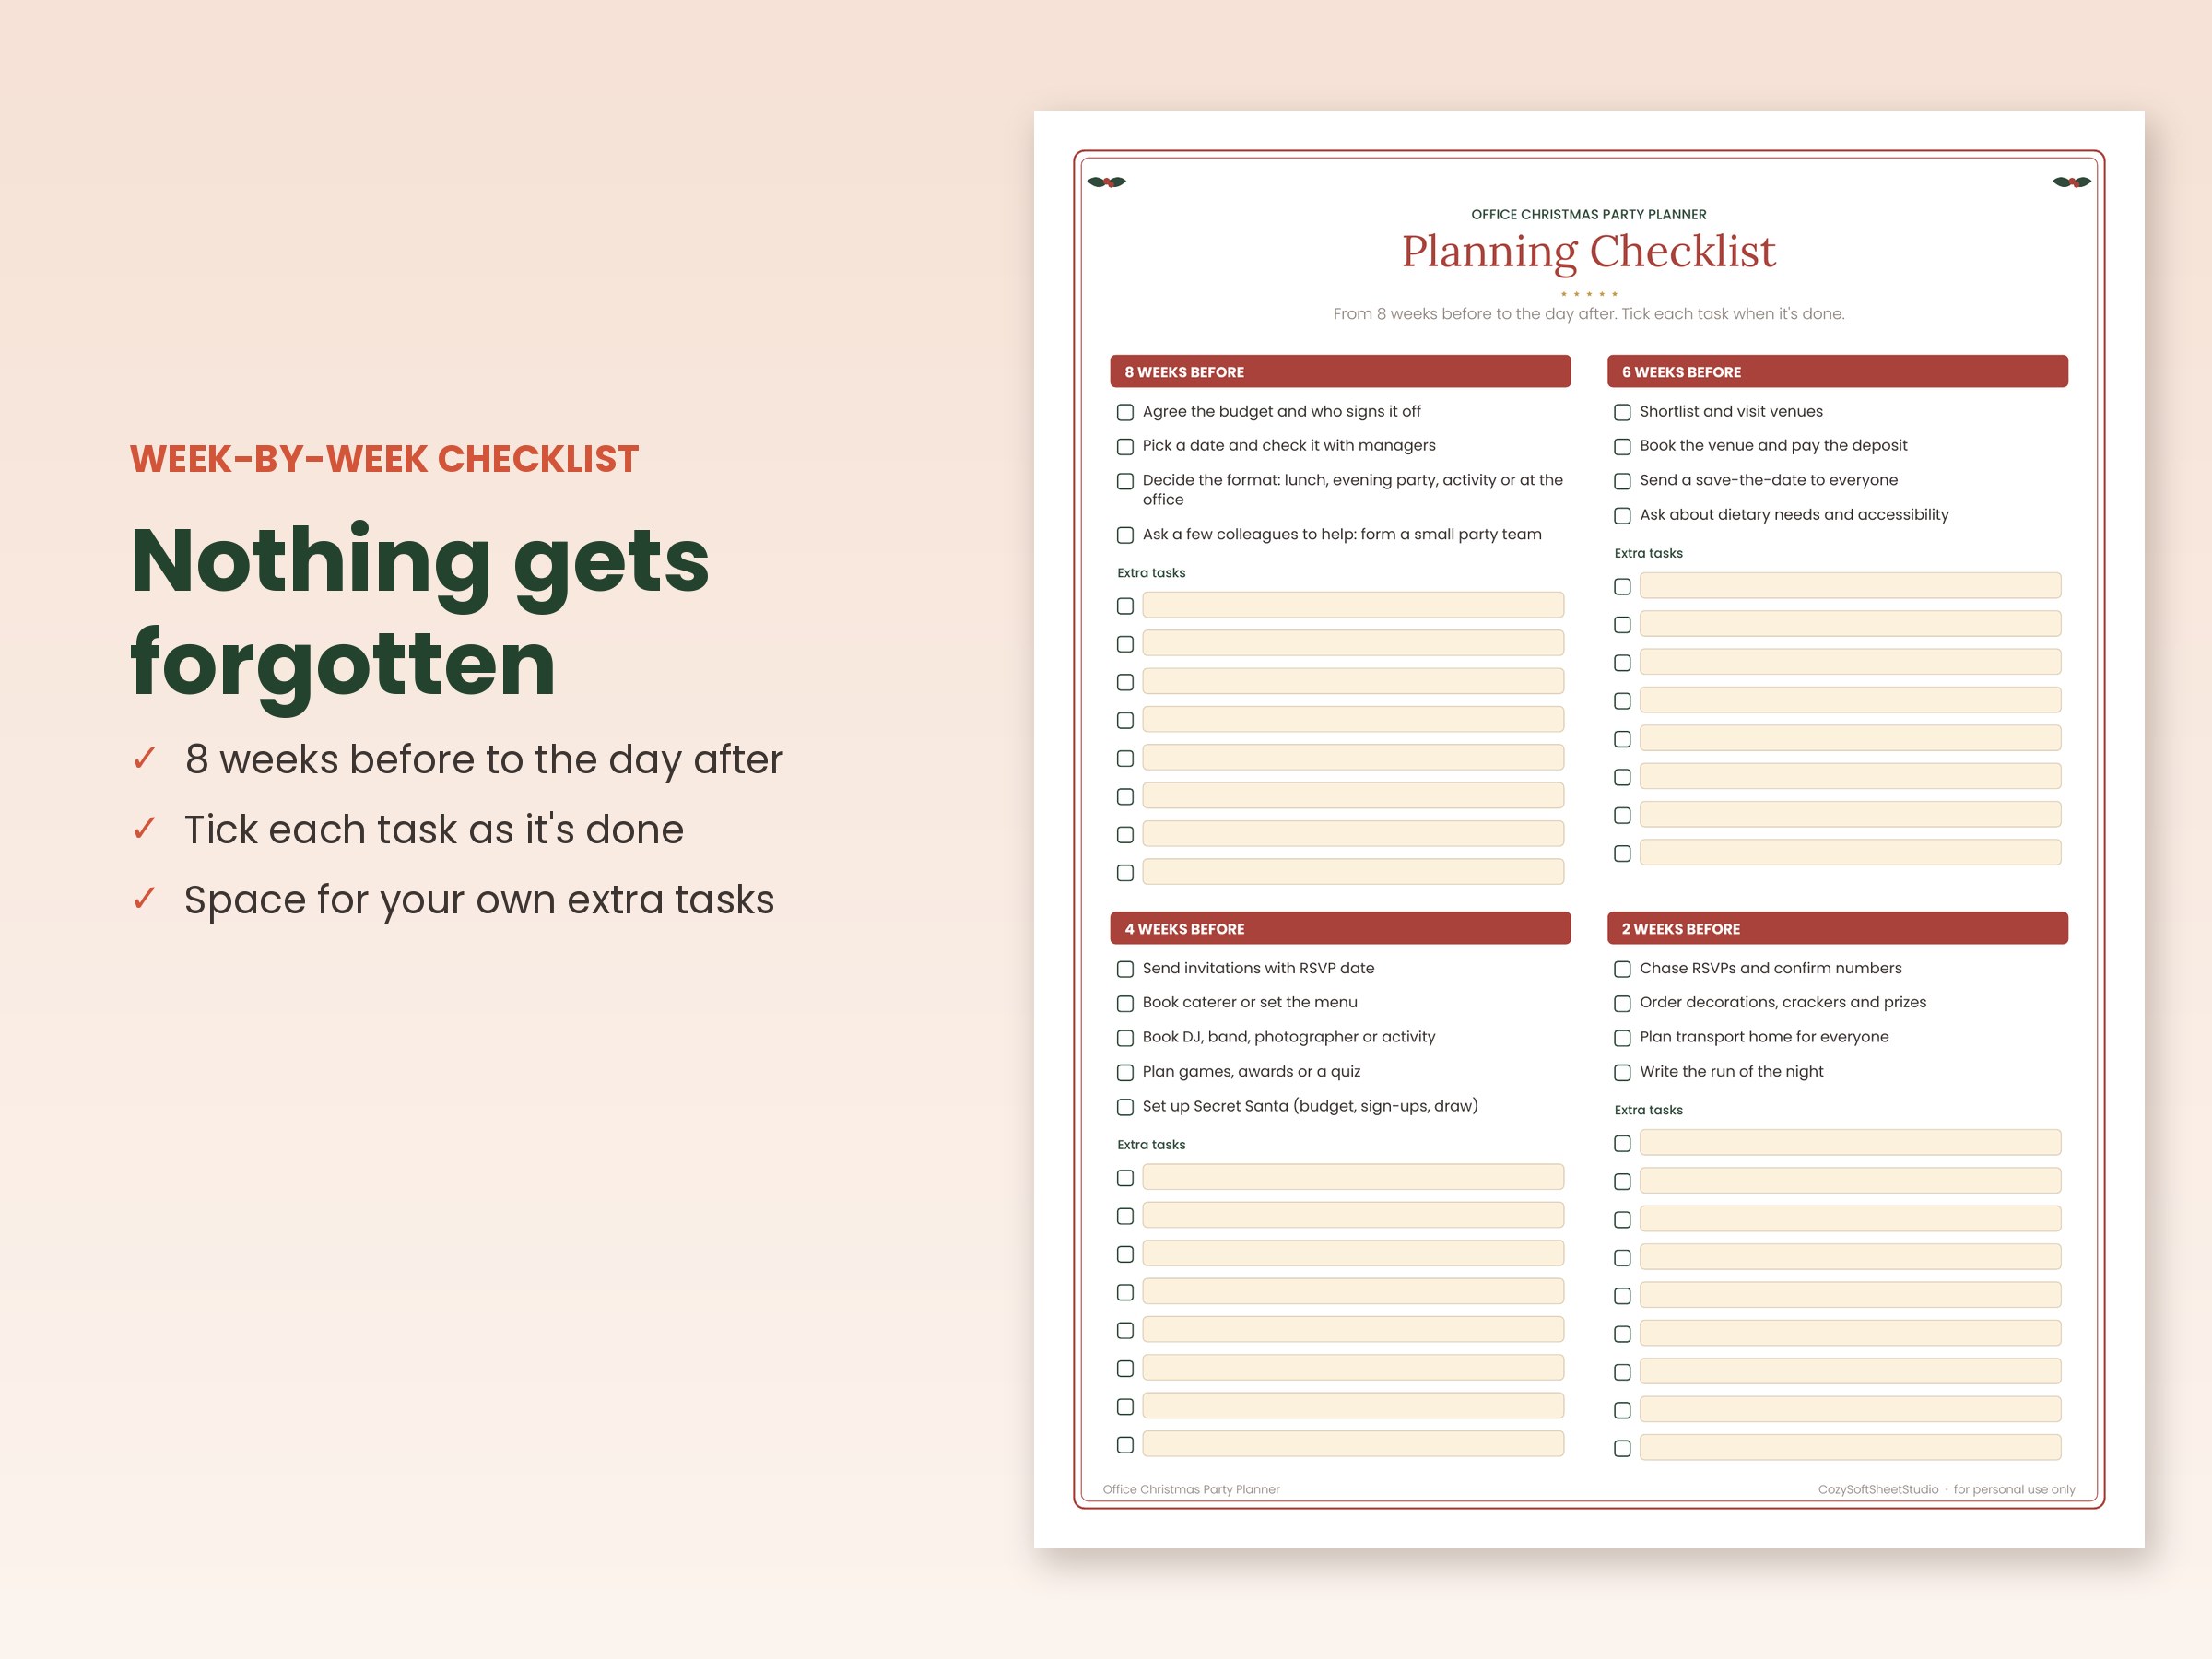 WEEK-BY-WEEK CHECKLIST
Nothing gets
forgotten
✓ 8 weeks before to the day after
✓ Tick each task as it's done
✓ Space for your own extra tasks
OFFICE CHRISTMAS PARTY PLANNER
Planning Checklist
From 8 weeks before to the day after. Tick each task when it's done.
8 WEEKS BEFORE
Agree the budget and who signs it off
Pick a date and check it with managers
Decide the format: lunch, evening party, activity or at the
office
Ask a few colleagues to help: form a small party team
Extra tasks
6 WEEKS BEFORE
Shortlist and visit venues
Book the venue and pay the deposit
Send a save-the-date to everyone
Ask about dietary needs and accessibility
Extra tasks
4 WEEKS BEFORE
Send invitations with RSVP date
Book caterer or set the menu
Book DJ, band, photographer or activity
Plan games, awards or a quiz
Set up Secret Santa (budget, sign-ups, draw)
Extra tasks
2 WEEKS BEFORE
Chase RSVPs and confirm numbers
Order decorations, crackers and prizes
Plan transport home for everyone
Write the run of the night
Extra tasks
Office Christmas Party Planner
CozySoftSheetStudio · for personal use only